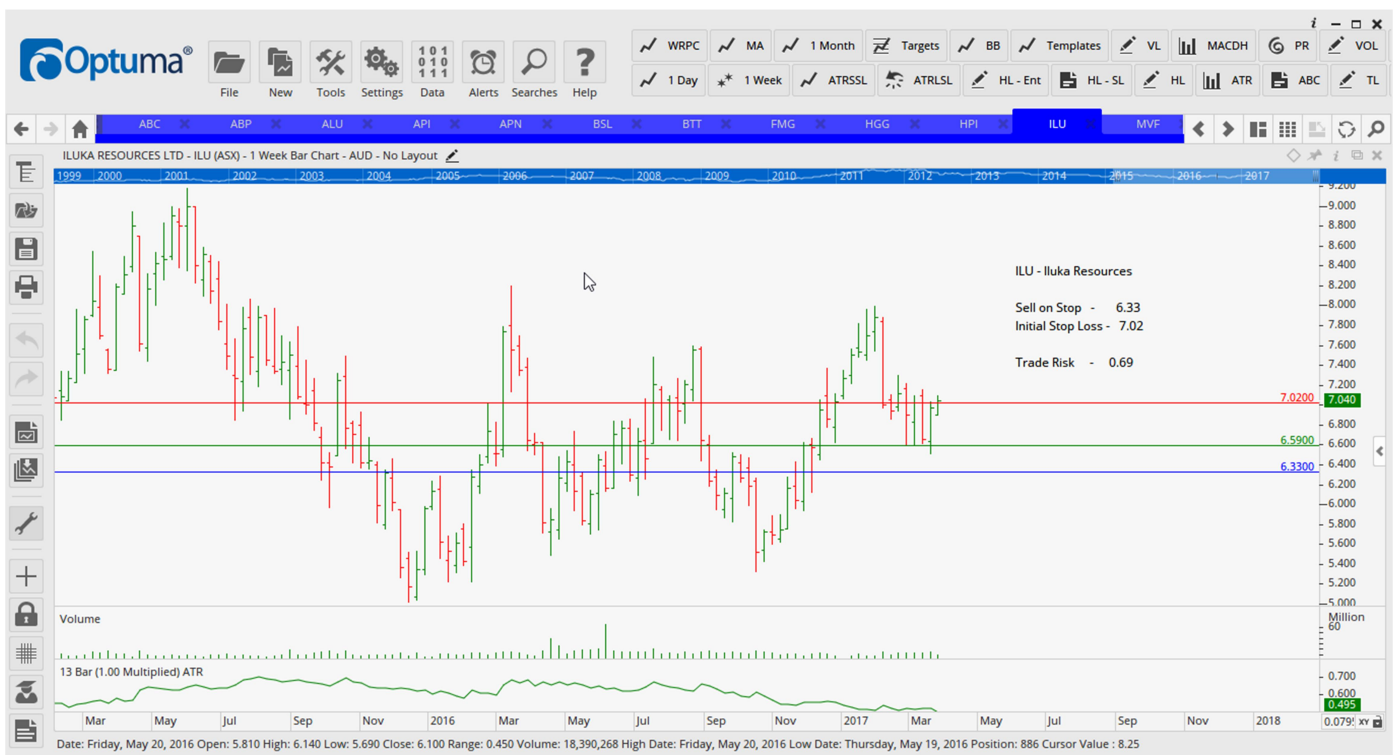 Optuma®
File New Tools Settings Data Alerts Searches Help
WRPC MA 1 Month Targets BB Templates VL MACDH PR VOL
1 Day 1 Week ATRSSL ATRLSL HL - Ent HL - SL HL ATR ABC TL
ABC ABP ALU API APN BSL BTT FMG HGG HPI ILU MVF
ILUKA RESOURCES LTD - ILU (ASX) - 1 Week Bar Chart - AUD - No Layout
1999 2000 2001 2002 2003 2004 2005 2006 2007 2008 2009 2010 2011 2012 2013 2014 2015 2016 2017
9.200
9.000
8.800
8.600
8.400
8.200
8.000
7.800
7.600
7.400
7.200
7.040
6.800
6.600
6.400
6.200
6.000
5.800
5.600
5.400
5.200
5.000
ILU - Iluka Resources
Sell on Stop - 6.33
Initial Stop Loss - 7.02
Trade Risk - 0.69
7.0200
6.5900
6.3300
Volume
Million
60
13 Bar (1.00 Multiplied) ATR
0.700
0.600
0.495
Mar May Jul Sep Nov 2016 Mar May Jul Sep Nov 2017 Mar May Jul Sep Nov 2018
XY
Date: Friday, May 20, 2016 Open: 5.810 High: 6.140 Low: 5.690 Close: 6.100 Range: 0.450 Volume: 18,390,268 High Date: Friday, May 20, 2016 Low Date: Thursday, May 19, 2016 Position: 886 Cursor Value : 8.25